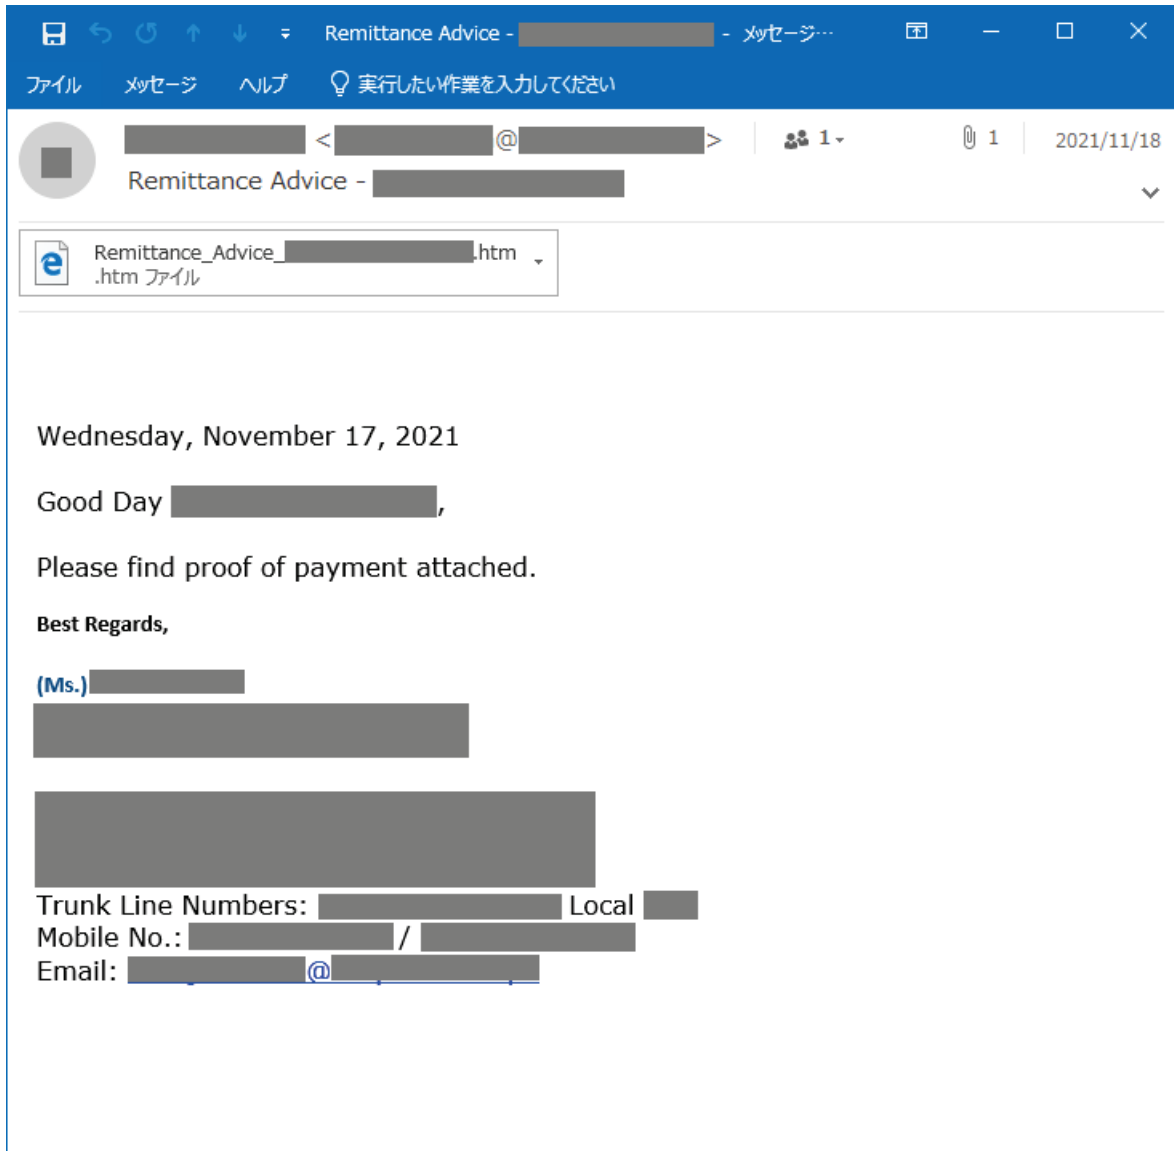 Remittance Advice - - メッセージ…
ファイル メッセージ ヘルプ 実行したい作業を入力してください
< @ > 1 1 2021/11/18
Remittance Advice -
Remittance_Advice_ .htm
.htm ファイル
Wednesday, November 17, 2021
Good Day ,
Please find proof of payment attached.
Best Regards,
(Ms.)
Trunk Line Numbers: Local
Mobile No.: /
Email: @